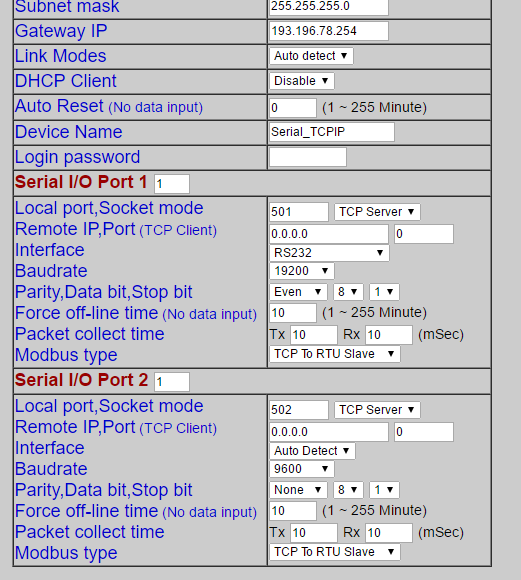 Subnet mask 255.255.255.0
Gateway IP 193.196.78.254
Link Modes Auto detect
DHCP Client Disable
Auto Reset (No data input) 0 (1 ~ 255 Minute)
Device Name Serial_TCPIP
Login password
Serial I/O Port 1 1
Local port,Socket mode 501 TCP Server
Remote IP,Port (TCP Client) 0.0.0.0 0
Interface RS232
Baudrate 19200
Parity,Data bit,Stop bit Even 8 1
Force off-line time (No data input) 10 (1 ~ 255 Minute)
Packet collect time Tx 10 Rx 10 (mSec)
Modbus type TCP To RTU Slave
Serial I/O Port 2 1
Local port,Socket mode 502 TCP Server
Remote IP,Port (TCP Client) 0.0.0.0 0
Interface Auto Detect
Baudrate 9600
Parity,Data bit,Stop bit None 8 1
Force off-line time (No data input) 10 (1 ~ 255 Minute)
Packet collect time Tx 10 Rx 10 (mSec)
Modbus type TCP To RTU Slave